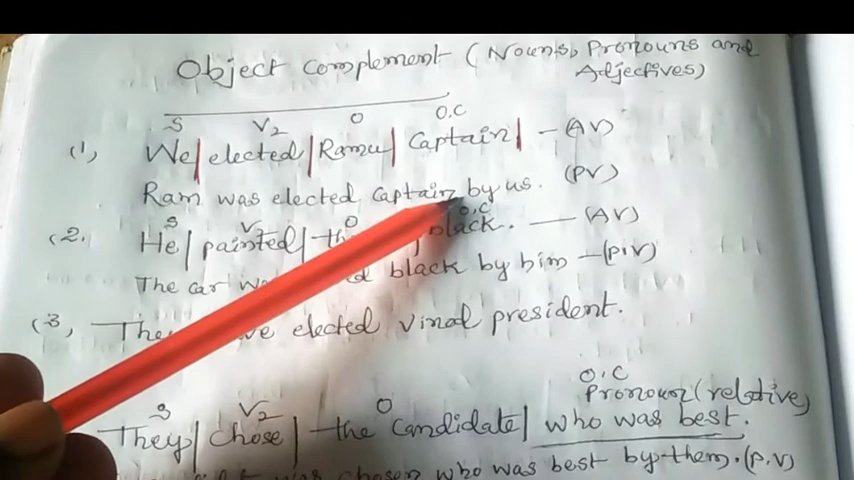 Object Complement (Nouns, Pronouns and
Adjectives)
S V2 O O.C
(1) We | elected | Ramu | Captain | - (AV)
Ram was elected captain by us. (PV)
S V O O.C
(2. He | painted | black. — (AV)
The car black by him - (P.V)
(3, elected vimal president.
O.C
Pronoun (relative)
S V2 O
They | chose | the candidate | who was best.
chosen who was best by them. (P.V)